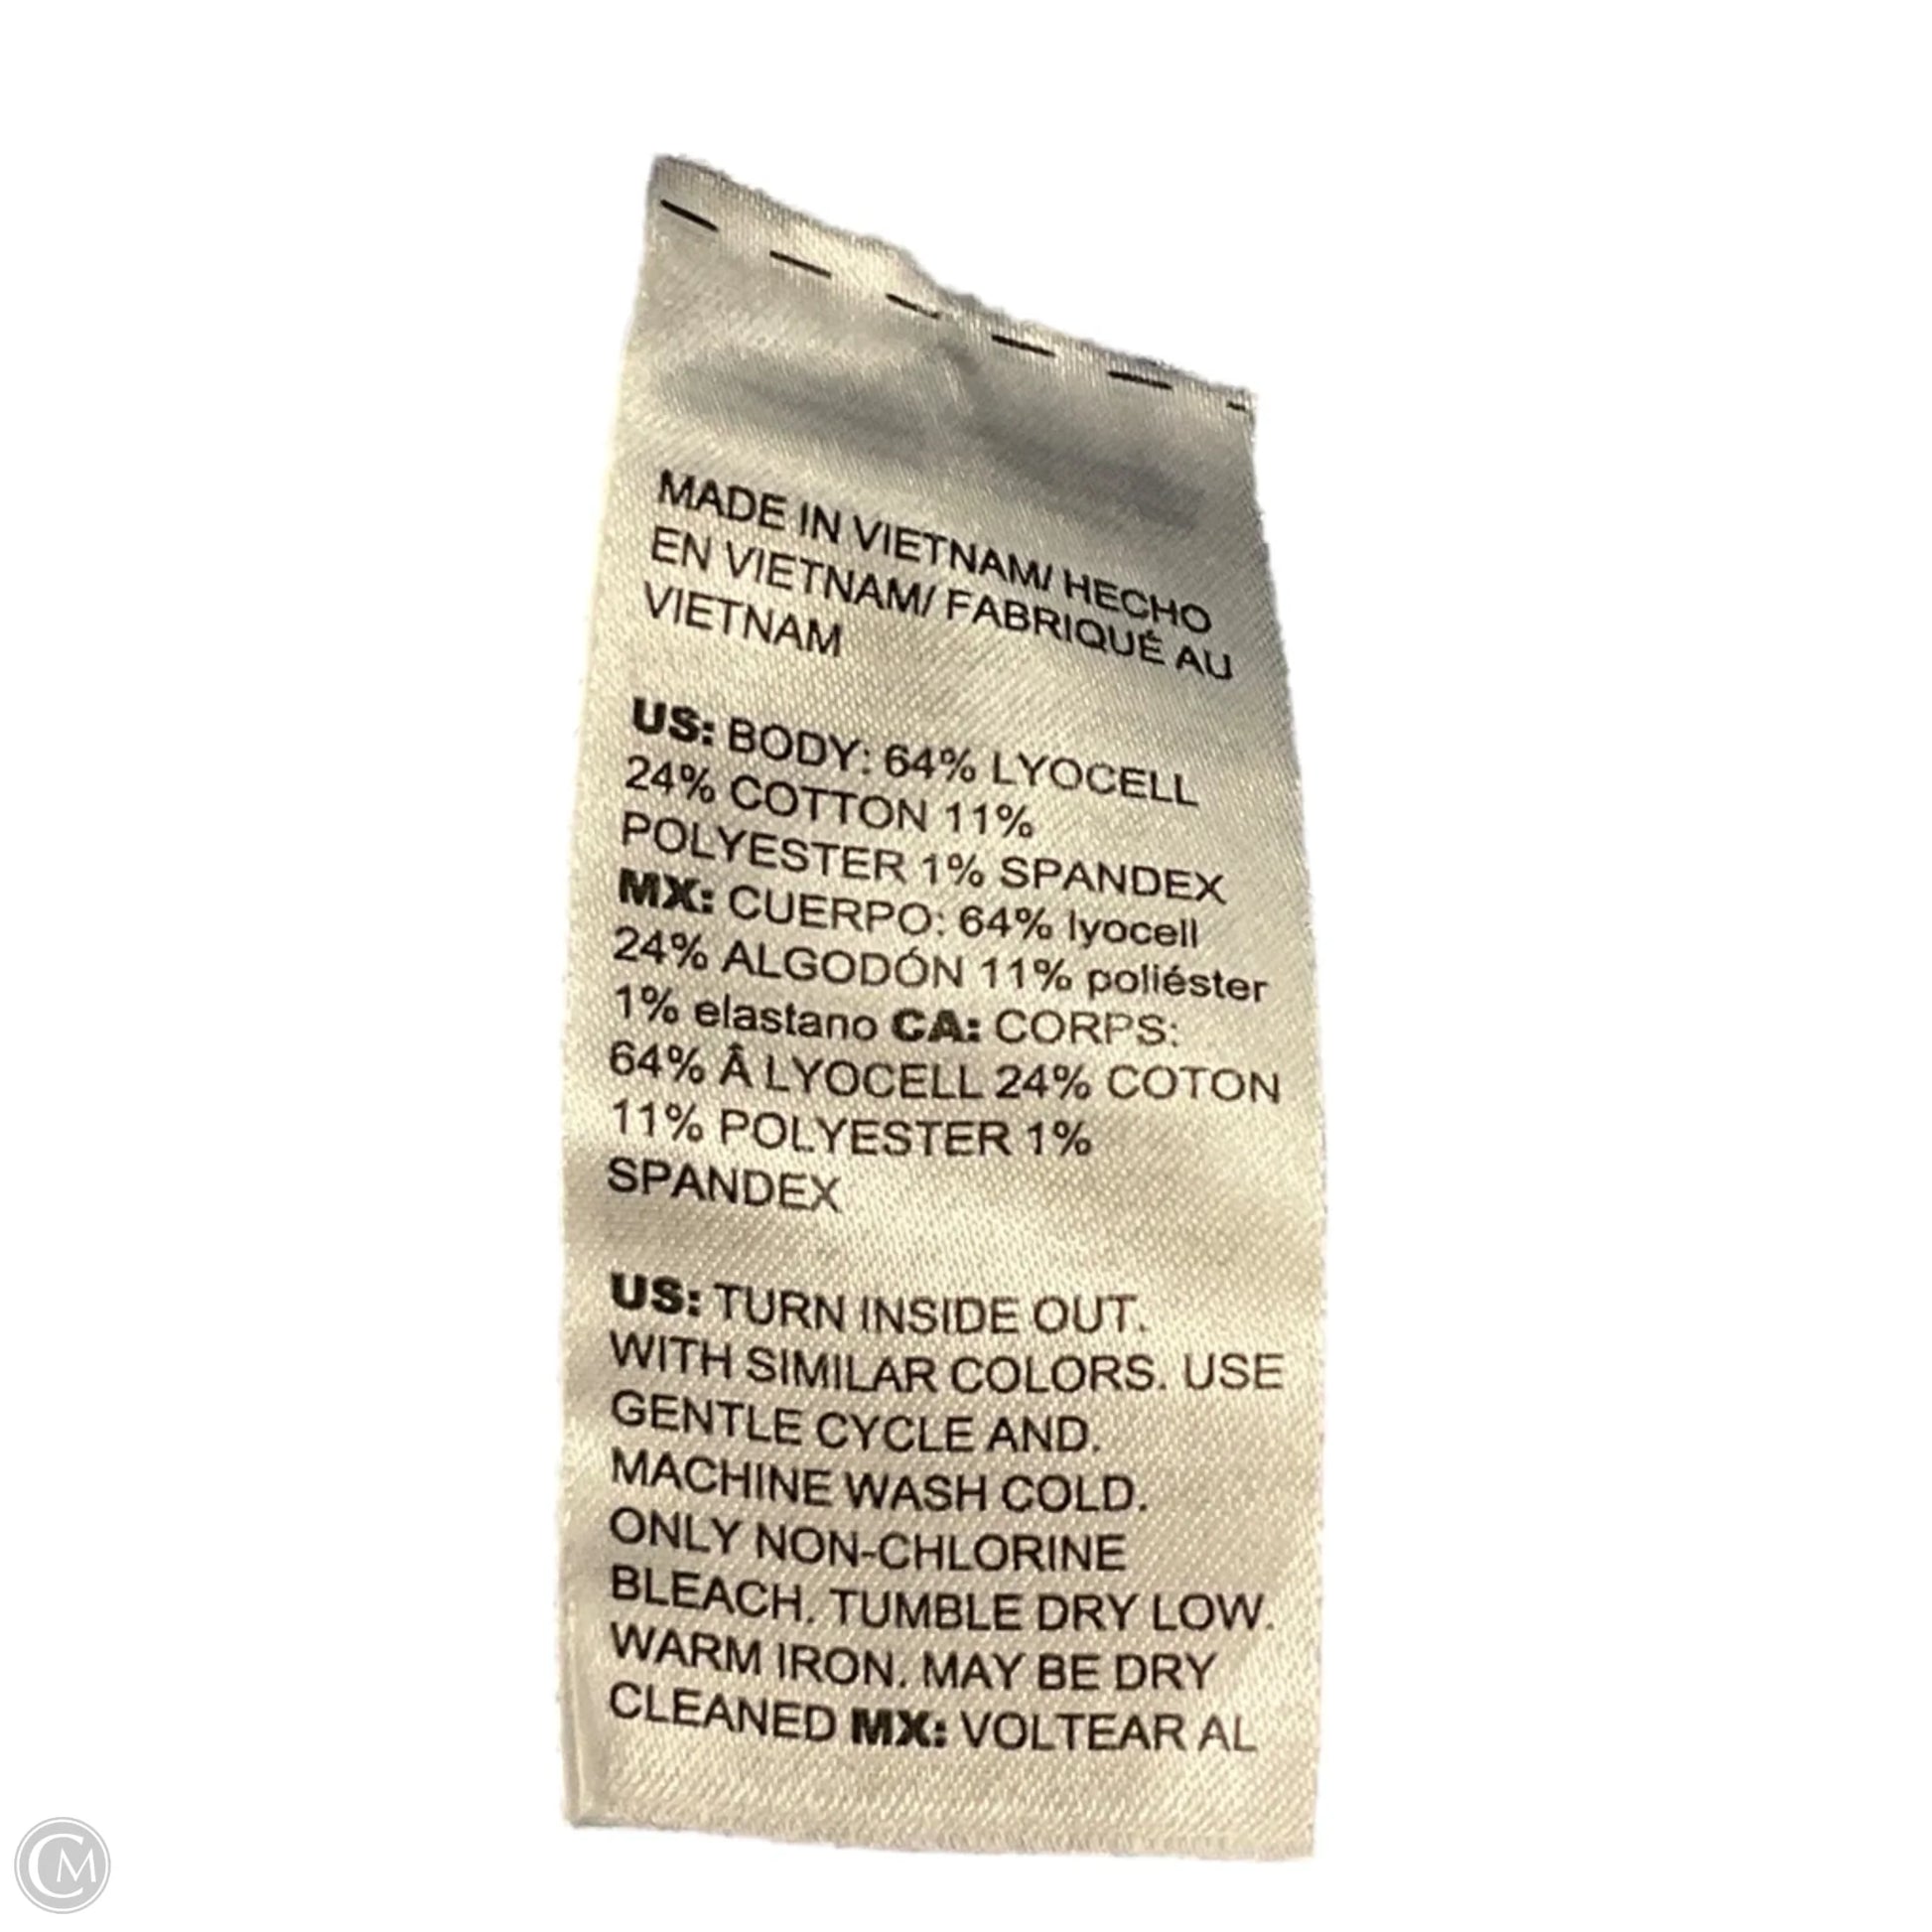 MADE IN VIETNAM/ HECHO
EN VIETNAM/ FABRIQUÉ AU
VIETNAM
US: BODY: 64% LYOCELL
24% COTTON 11%
POLYESTER 1% SPANDEX
MX: CUERPO: 64% lyocell
24% ALGODÓN 11% poliéster
1% elastano CA: CORPS:
64% Â LYOCELL 24% COTON
11% POLYESTER 1%
SPANDEX
US: TURN INSIDE OUT.
WITH SIMILAR COLORS. USE
GENTLE CYCLE AND.
MACHINE WASH COLD.
ONLY NON-CHLORINE
BLEACH. TUMBLE DRY LOW.
WARM IRON. MAY BE DRY
CLEANED MX: VOLTEAR AL
CM